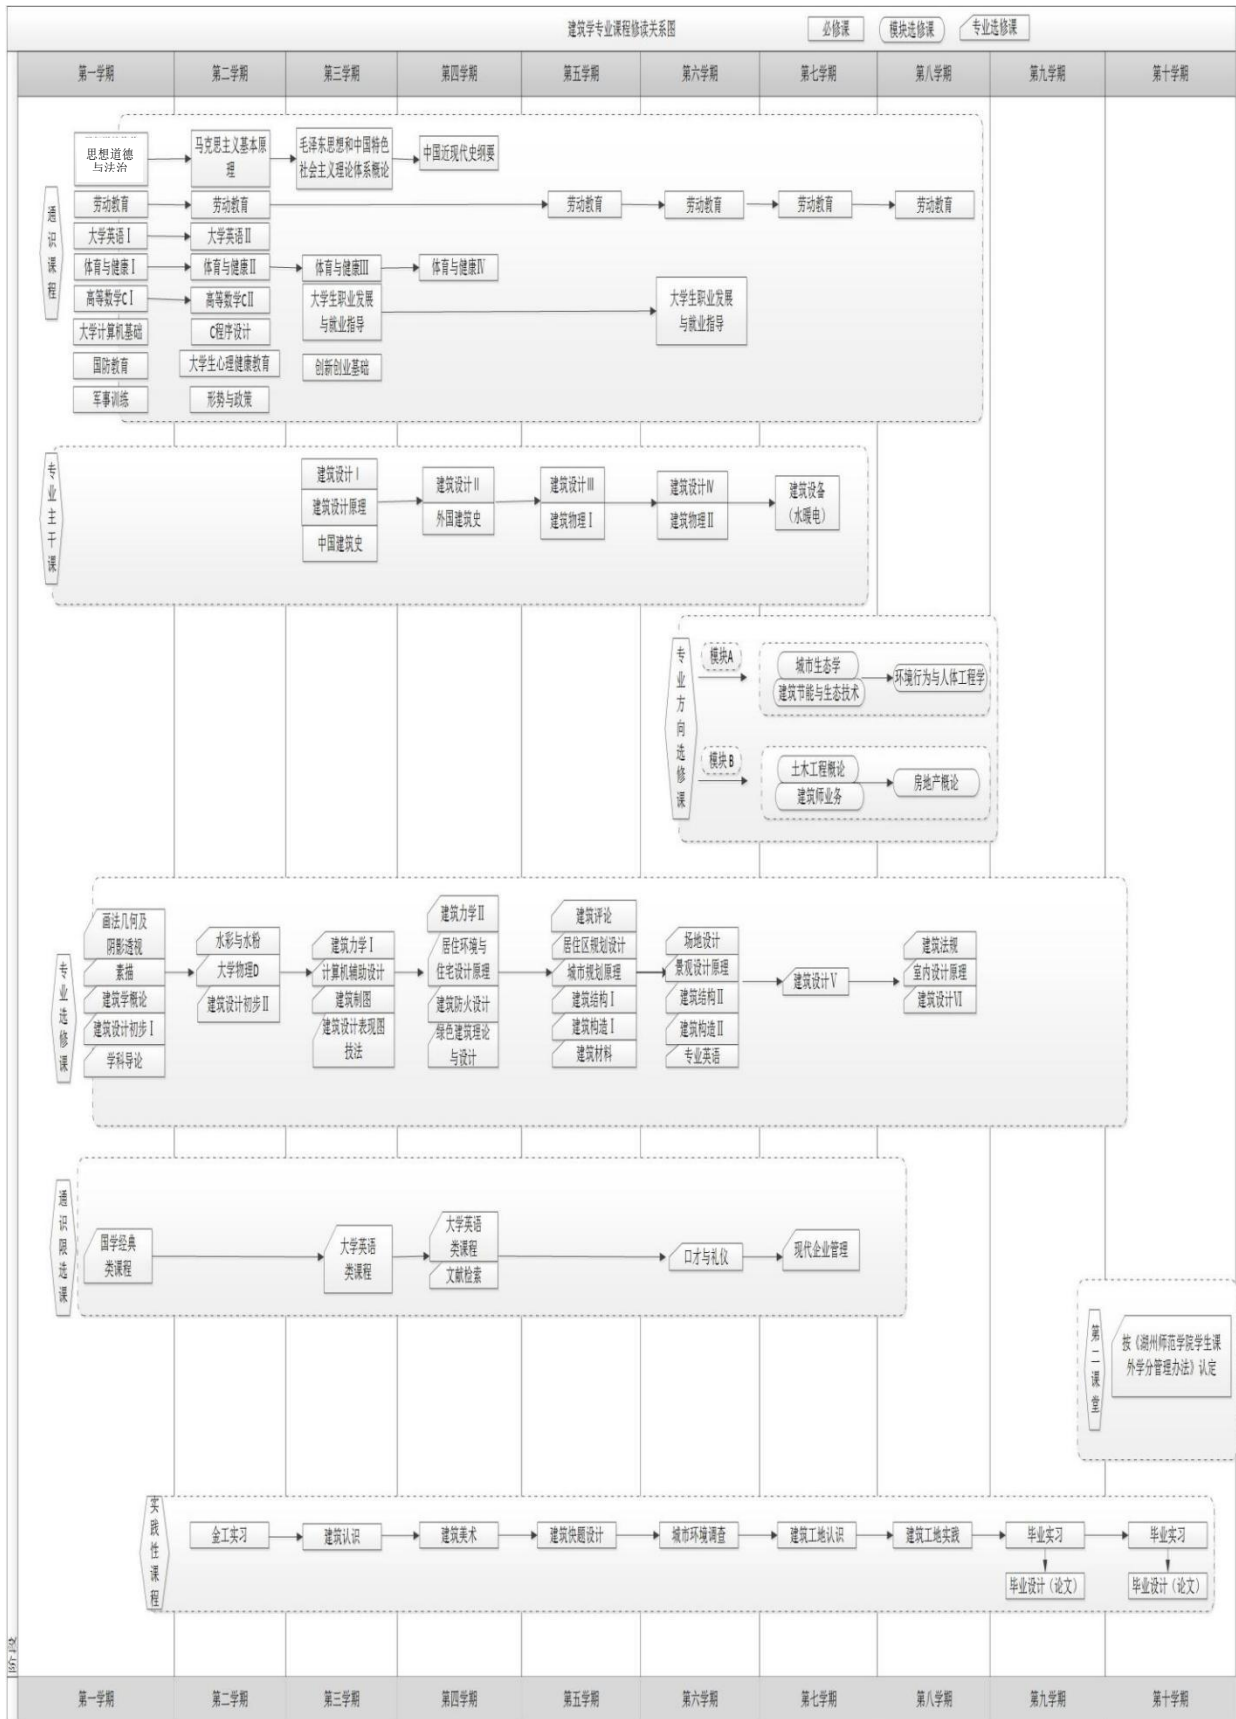 建筑学专业课程修读关系图
必修课
模块选修课
专业选修课
第一学期
第二学期
第三学期
第四学期
第五学期
第六学期
第七学期
第八学期
第九学期
第十学期
通识课程
思想道德
与法治
马克思主义基本原
理
毛泽东思想和中国特色
社会主义理论体系概论
中国近现代史纲要
劳动教育
劳动教育
劳动教育
劳动教育
劳动教育
劳动教育
大学英语Ⅰ
大学英语Ⅱ
体育与健康Ⅰ
体育与健康Ⅱ
体育与健康Ⅲ
体育与健康Ⅳ
高等数学CⅠ
高等数学CⅡ
大学生职业发展
与就业指导
大学生职业发展
与就业指导
大学计算机基础
C程序设计
国防教育
大学生心理健康教育
创新创业基础
军事训练
形势与政策
专业主干课
建筑设计Ⅰ
建筑设计原理
中国建筑史
建筑设计Ⅱ
外国建筑史
建筑设计Ⅲ
建筑物理Ⅰ
建筑设计Ⅳ
建筑物理Ⅱ
建筑设备
（水暖电）
专业方向选修课
模块A
城市生态学
建筑节能与生态技术
环境行为与人体工程学
模块B
土木工程概论
建筑师业务
房地产概论
专业选修课
画法几何及
阴影透视
素描
建筑学概论
建筑设计初步Ⅰ
学科导论
水彩与水粉
大学物理D
建筑设计初步Ⅱ
建筑力学Ⅰ
计算机辅助设计
建筑制图
建筑设计表现图
技法
建筑力学Ⅱ
居住环境与
住宅设计原理
建筑防火设计
绿色建筑理论
与设计
建筑评论
居住区规划设计
城市规划原理
建筑结构Ⅰ
建筑构造Ⅰ
建筑材料
场地设计
景观设计原理
建筑结构Ⅱ
建筑构造Ⅱ
专业英语
建筑设计Ⅴ
建筑法规
室内设计原理
建筑设计Ⅵ
通识限选课
国学经典
类课程
大学英语
类课程
大学英语
类课程
文献检索
口才与礼仪
现代企业管理
第二课堂
按《湖州师范学院学生课
外学分管理办法》认定
实践性课程
金工实习
建筑认识
建筑美术
建筑快题设计
城市环境调查
建筑工地认识
建筑工地实践
毕业实习
毕业实习
毕业设计（论文）
毕业设计（论文）
阶段
第一学期
第二学期
第三学期
第四学期
第五学期
第六学期
第七学期
第八学期
第九学期
第十学期